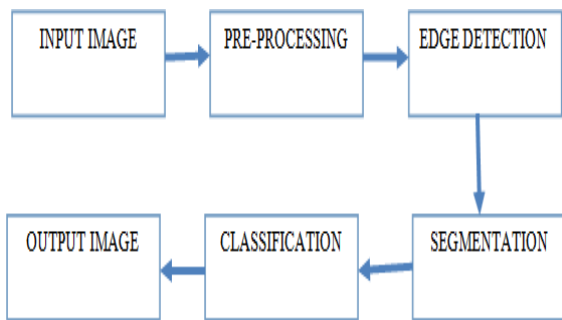 INPUT IMAGE
PRE-PROCESSING
EDGE DETECTION
SEGMENTATION
CLASSIFICATION
OUTPUT IMAGE